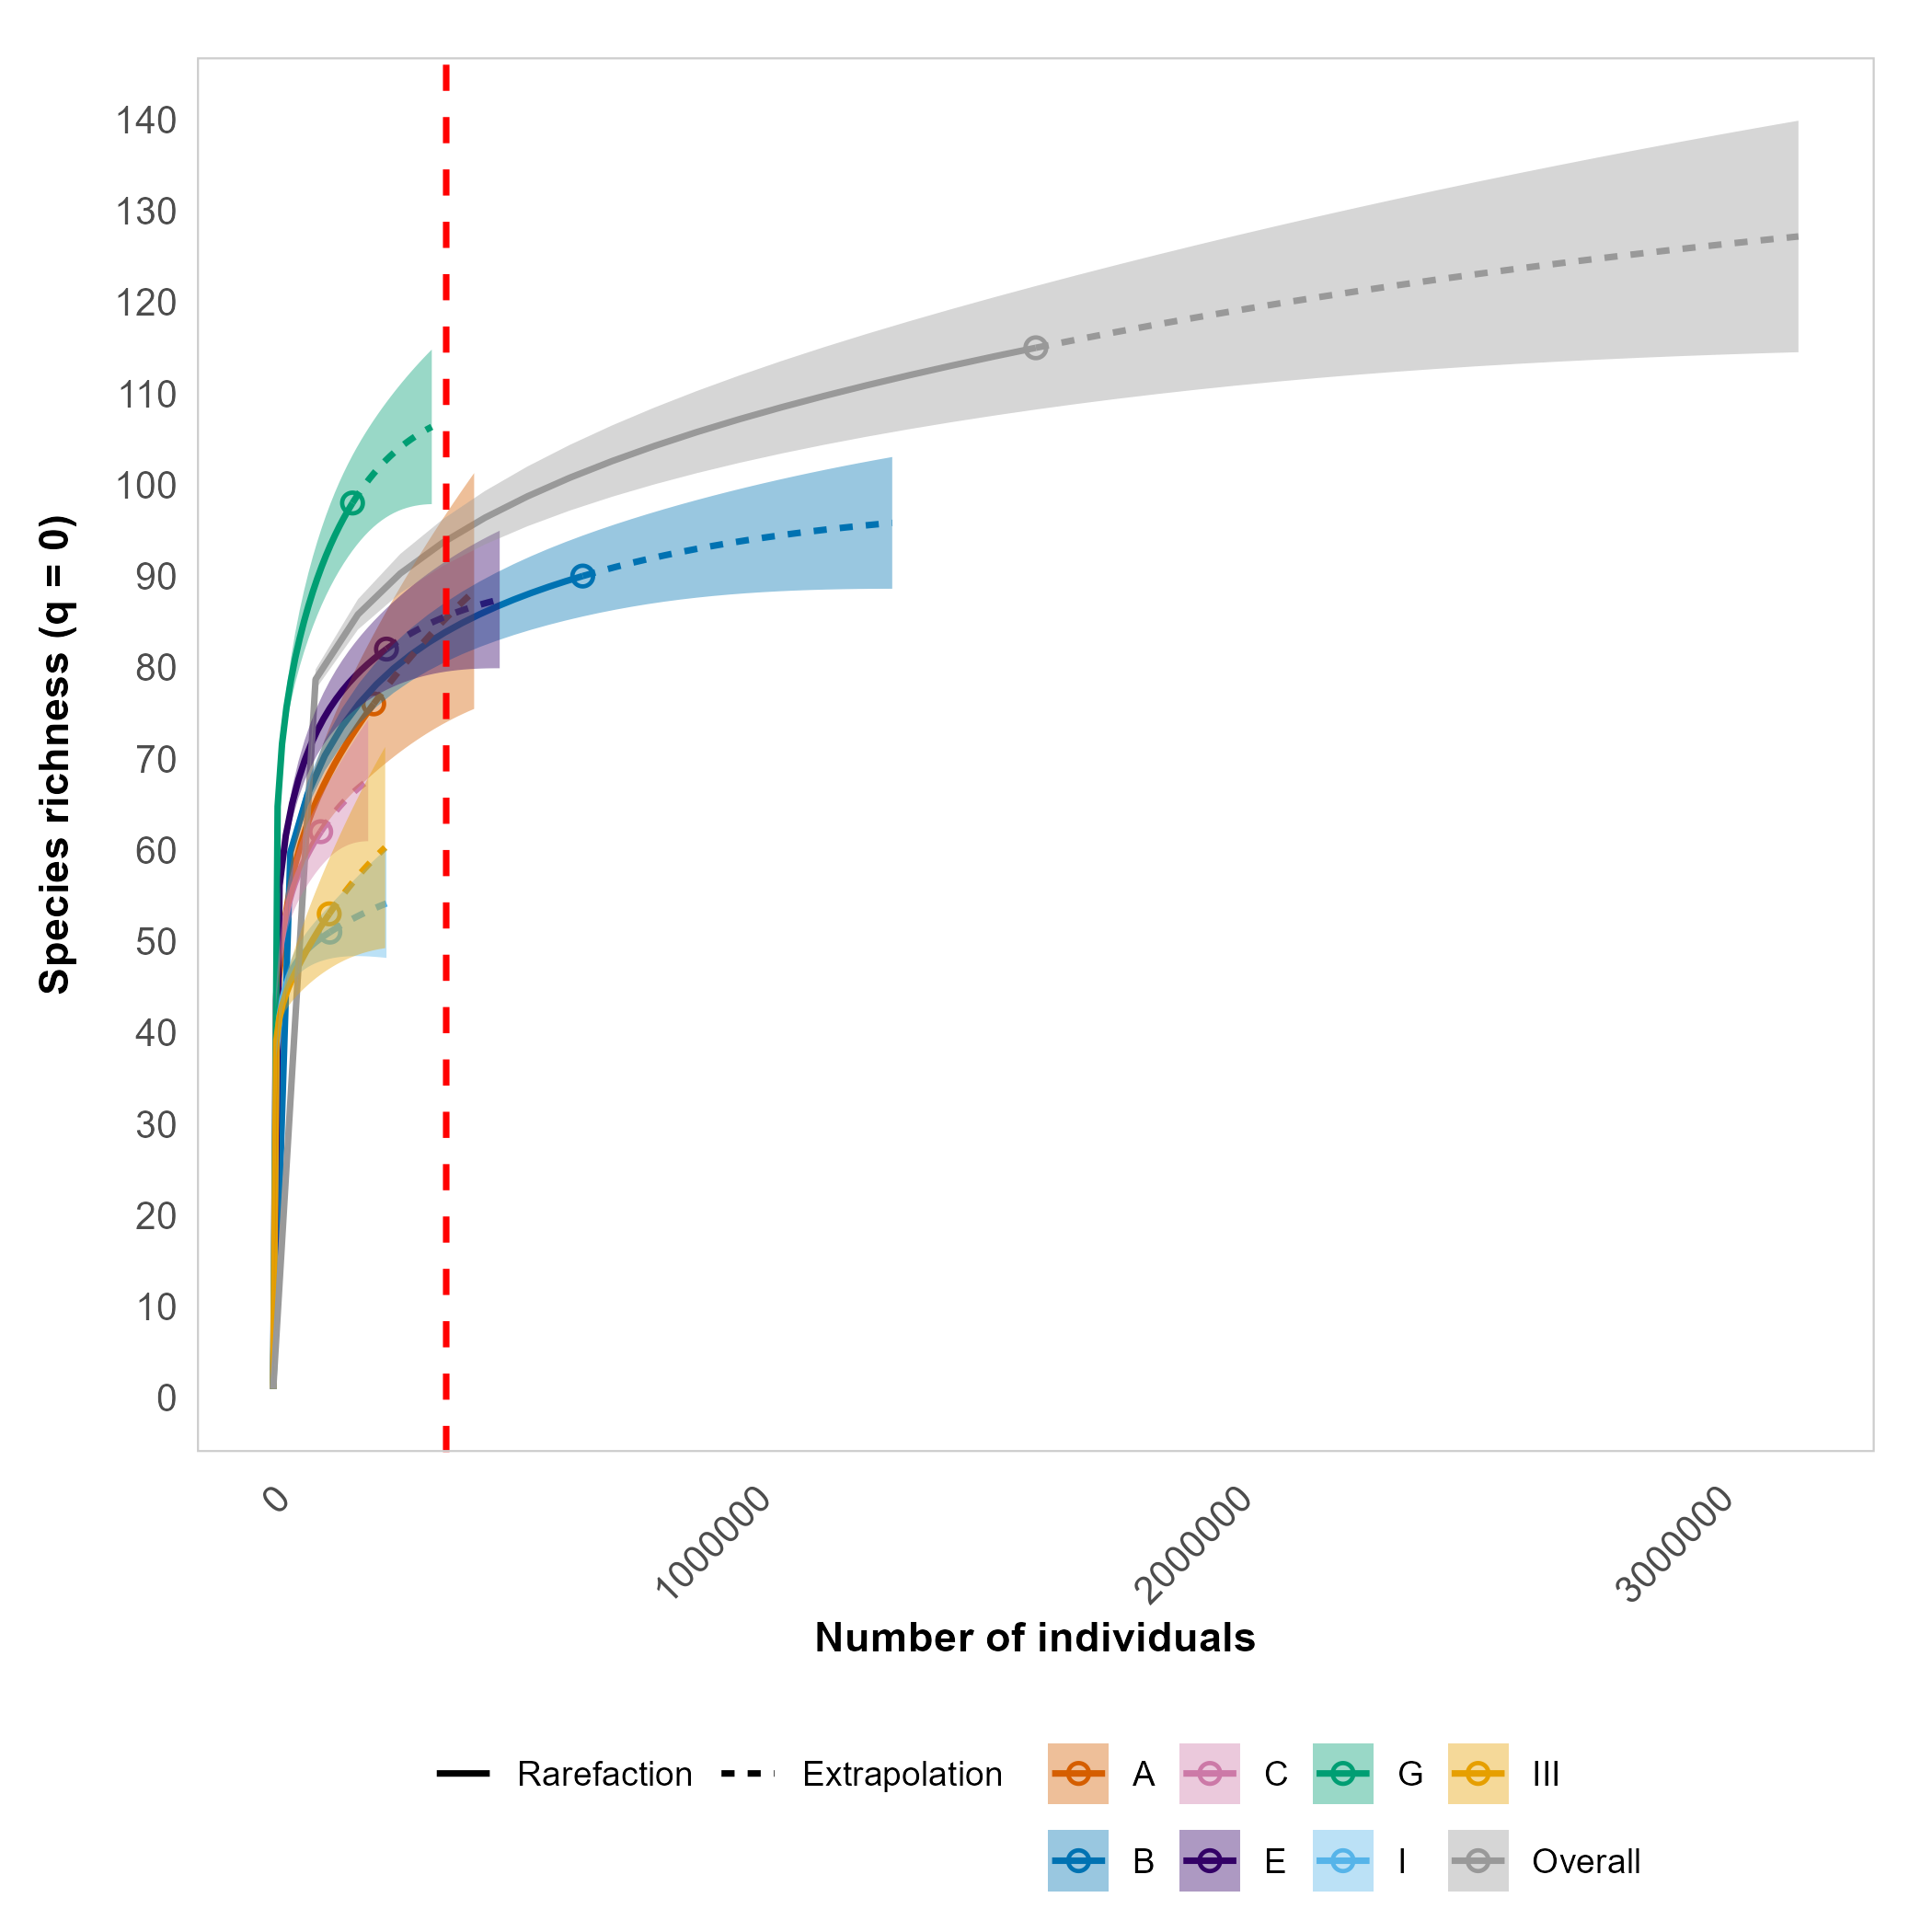 Species richness (q = 0)
140
130
120
110
100
90
80
70
60
50
40
30
20
10
0
0
1000000
2000000
3000000
Number of individuals
Rarefaction
Extrapolation
A
C
G
III
B
E
I
Overall